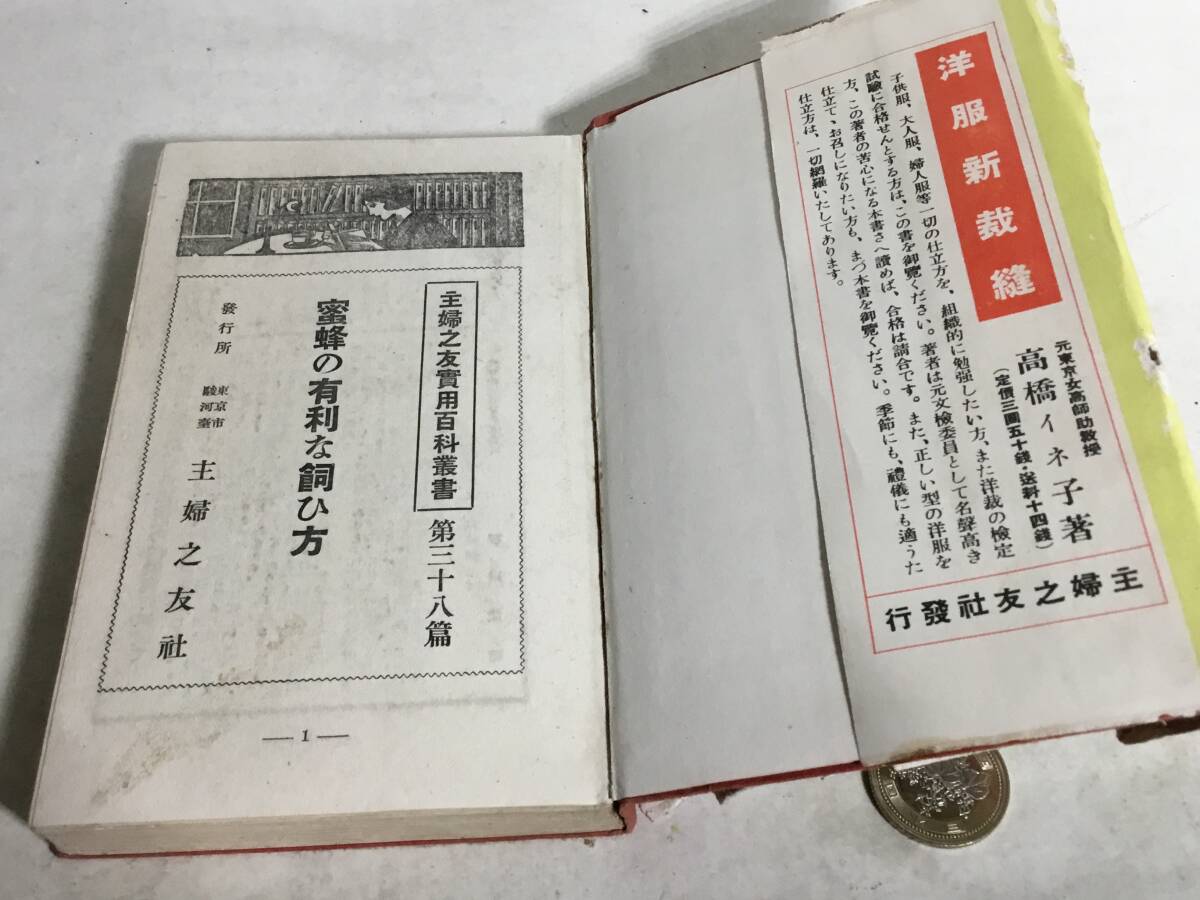 洋服新裁縫
元東京女高師助教授
高橋イネ子著
(定價三圓五十錢・送料十四錢)
子供服、大人服、婦人服等一切の仕立方を、組織的に勉强したい方、また洋裁の檢定
試驗に合格せんとする方は、この書を御覽ください。著者は元文檢委員として名聲高き
方、この著者の苦心になる本書さへ讀めば、合格は請合です。また、正しい型の洋服を
仕立て、お召しになりたい方も、まづ本書を御覽ください。季節にも、禮儀にも適うた
仕立方は、一切網羅いたしてあります。
行發社友之婦主
主婦之友實用百科叢書 第三十八篇
蜜蜂の有利な飼ひ方
發行所 東京市駿河臺 主婦之友社
— 1 —